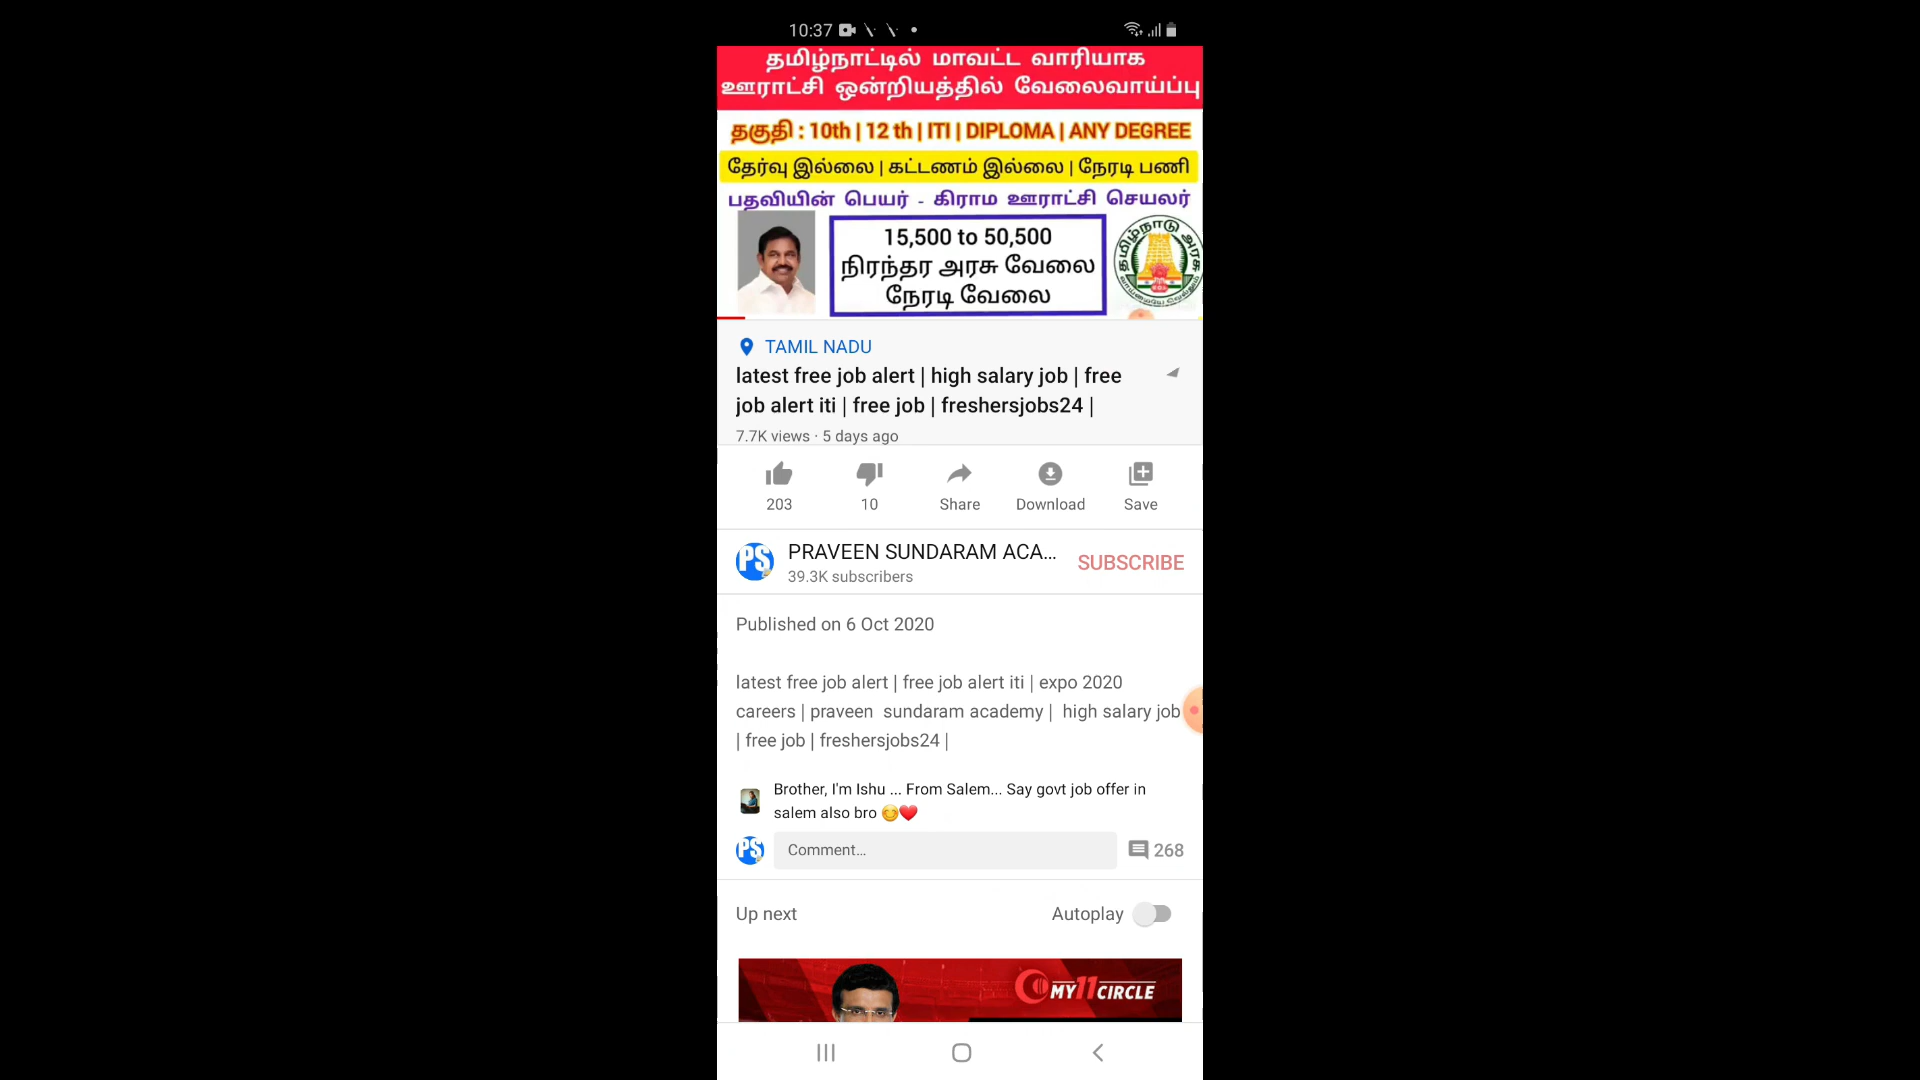 10:37
தமிழ்நாட்டில் மாவட்ட வாரியாக
ஊராட்சி ஒன்றியத்தில் வேலைவாய்ப்பு
தகுதி : 10th | 12 th | ITI | DIPLOMA | ANY DEGREE
தேர்வு இல்லை | கட்டணம் இல்லை | நேரடி பணி
பதவியின் பெயர் - கிராம ஊராட்சி செயலர்
15,500 to 50,500
நிரந்தர அரசு வேலை
நேரடி வேலை
தமிழ்நாடு அரசு
வாய்மையே வெல்லும்
TAMIL NADU
latest free job alert | high salary job | free
job alert iti | free job | freshersjobs24 |
7.7K views · 5 days ago
203
10
Share
Download
Save
PS
PRAVEEN SUNDARAM ACA...
39.3K subscribers
SUBSCRIBE
Published on 6 Oct 2020
latest free job alert | free job alert iti | expo 2020
careers | praveen sundaram academy | high salary job
| free job | freshersjobs24 |
Brother, I'm Ishu ... From Salem... Say govt job offer in
salem also bro 😊❤️
PS
Comment...
268
Up next
Autoplay
MY11CIRCLE